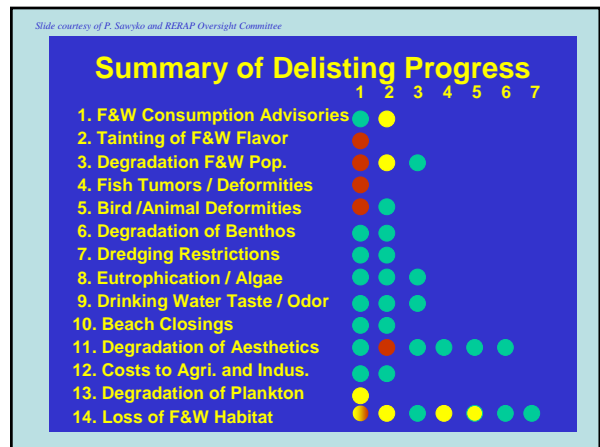 Slide courtesy of P. Sawyko and RERAP Oversight Committee
Summary of Delisting Progress
1 2 3 4 5 6 7
1. F&W Consumption Advisories
2. Tainting of F&W Flavor
3. Degradation F&W Pop.
4. Fish Tumors / Deformities
5. Bird /Animal Deformities
6. Degradation of Benthos
7. Dredging Restrictions
8. Eutrophication / Algae
9. Drinking Water Taste / Odor
10. Beach Closings
11. Degradation of Aesthetics
12. Costs to Agri. and Indus.
13. Degradation of Plankton
14. Loss of F&W Habitat